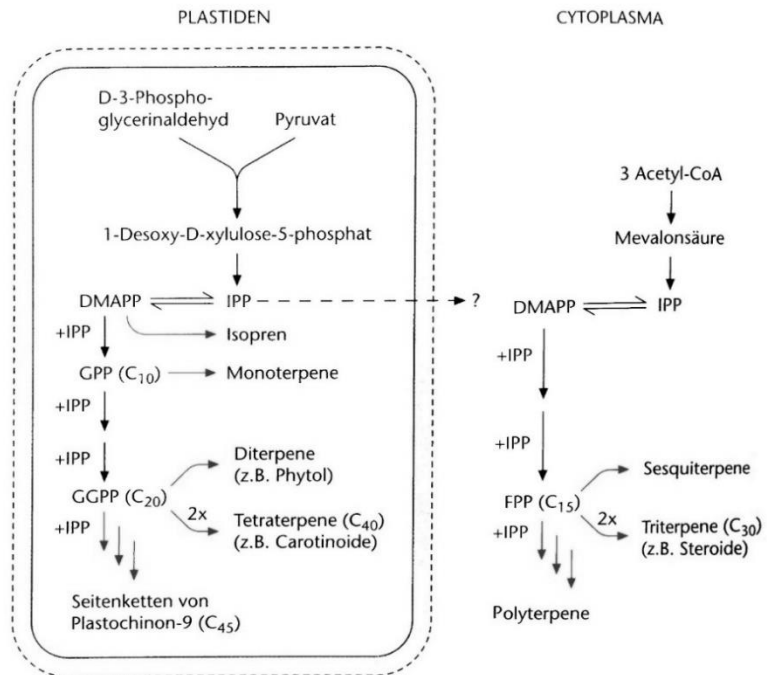 PLASTIDEN
D-3-Phospho-
glycerinaldehyd
Pyruvat
1-Desoxy-D-xylulose-5-phosphat
DMAPP
IPP
?
+IPP
Isopren
GPP (C₁₀)
Monoterpene
+IPP
+IPP
Diterpene
(z.B. Phytol)
GGPP (C₂₀)
2x
Tetraterpene (C₄₀)
(z.B. Carotinoide)
+IPP
Seitenketten von
Plastochinon-9 (C₄₅)
CYTOPLASMA
3 Acetyl-CoA
Mevalonsäure
DMAPP
IPP
+IPP
+IPP
Sesquiterpene
FPP (C₁₅)
2x
Triterpene (C₃₀)
(z.B. Steroide)
+IPP
Polyterpene